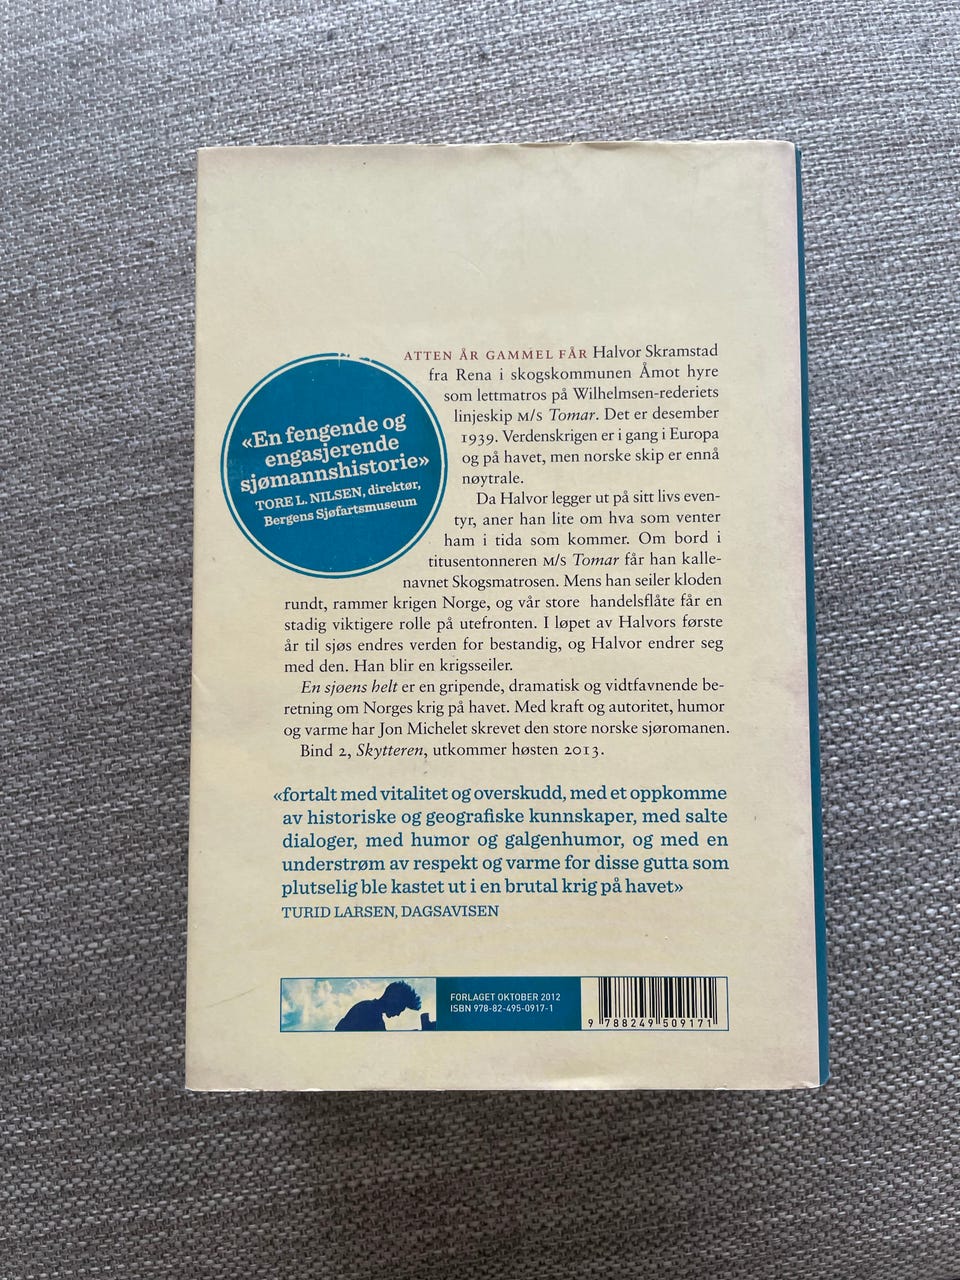 ATTEN ÅR GAMMEL FÅR Halvor Skramstad
fra Rena i skogskommunen Åmot hyre
som lettmatros på Wilhelmsen-rederiets
linjeskip M/S Tomar. Det er desember
1939. Verdenskrigen er i gang i Europa
og på havet, men norske skip er ennå
nøytrale.
Da Halvor legger ut på sitt livs even-
tyr, aner han lite om hva som venter
ham i tida som kommer. Om bord i
titusentonneren M/S Tomar får han kalle-
navnet Skogsmatrosen. Mens han seiler kloden
rundt, rammer krigen Norge, og vår store handelsflåte får en
stadig viktigere rolle på utefronten. I løpet av Halvors første
år til sjøs endres verden for bestandig, og Halvor endrer seg
med den. Han blir en krigsseiler.
En sjøens helt er en gripende, dramatisk og vidtfavnende be-
retning om Norges krig på havet. Med kraft og autoritet, humor
og varme har Jon Michelet skrevet den store norske sjøromanen.
Bind 2, Skytteren, utkommer høsten 2013.
«En fengende og
engasjerende
sjømannshistorie»
TORE L. NILSEN, direktør,
Bergens Sjøfartsmuseum
«fortalt med vitalitet og overskudd, med et oppkomme
av historiske og geografiske kunnskaper, med salte
dialoger, med humor og galgenhumor, og med en
understrøm av respekt og varme for disse gutta som
plutselig ble kastet ut i en brutal krig på havet»
TURID LARSEN, DAGSAVISEN
FORLAGET OKTOBER 2012
ISBN 978-82-495-0917-1
9 788249 509171